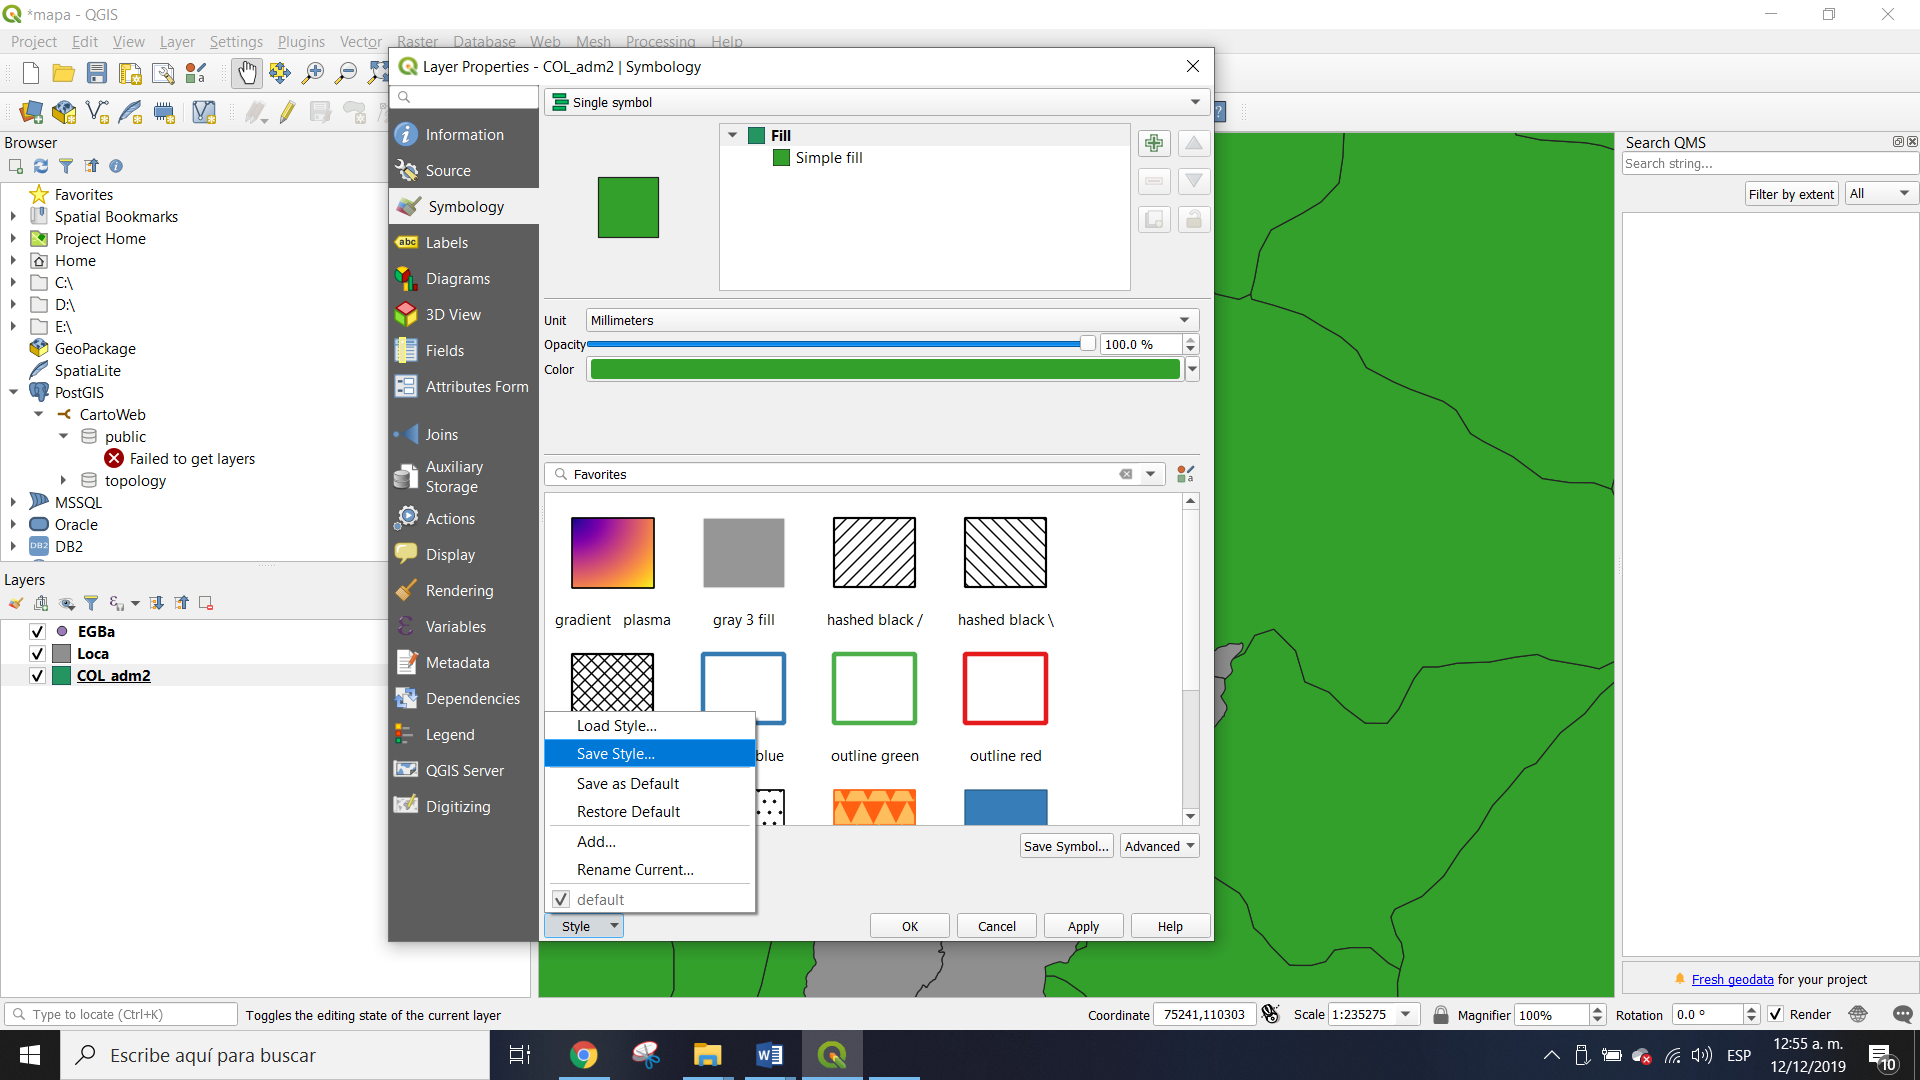 *mapa - QGIS
Project Edit View Layer Settings Plugins Vector Raster Database Web Mesh Processing Help
Layer Properties - COL_adm2 | Symbology
Single symbol
Information
Source
Symbology
Labels
Diagrams
3D View
Fields
Attributes Form
Joins
Auxiliary
Storage
Actions
Display
Rendering
Variables
Metadata
Dependencies
Legend
QGIS Server
Digitizing
Fill
Simple fill
Unit Millimeters
Opacity 100.0 %
Color
Favorites
gradient plasma
gray 3 fill
hashed black /
hashed black \
blue
outline green
outline red
Load Style...
Save Style...
Save as Default
Restore Default
Add...
Rename Current...
default
Save Symbol... Advanced
Style
OK
Cancel
Apply
Help
Browser
Favorites
Spatial Bookmarks
Project Home
Home
C:\
D:\
E:\
GeoPackage
SpatiaLite
PostGIS
CartoWeb
public
Failed to get layers
topology
MSSQL
Oracle
DB2
Layers
EGBa
Loca
COL_adm2
Search QMS
Search string...
Filter by extent All
Fresh geodata for your project
Type to locate (Ctrl+K)
Toggles the editing state of the current layer
Coordinate 75241,110303
Scale 1:235275
Magnifier 100%
Rotation 0.0 °
Render
Escribe aquí para buscar
ESP
12:55 a. m.
12/12/2019
10